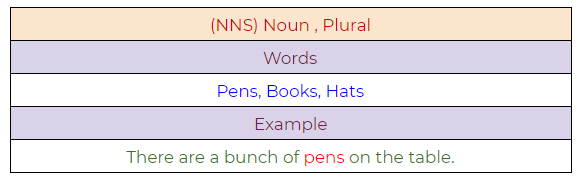 (NNS) Noun , Plural
Words
Pens, Books, Hats
Example
There are a bunch of pens on the table.